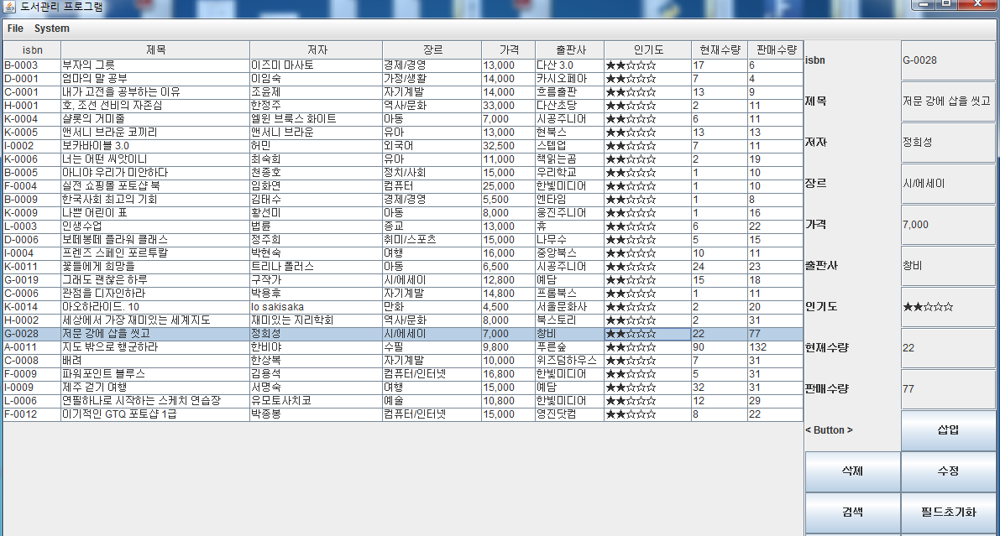 도서관리 프로그램
File System
isbn 제목 저자 장르 가격 출판사 인기도 현재수량 판매수량
B-0003 부자의 그릇 이즈미 마사토 경제/경영 13,000 다산 3.0 ★★☆☆☆ 17 6
D-0001 엄마의 말 공부 이임숙 가정/생활 14,000 카시오페아 ★★☆☆☆ 7 4
C-0001 내가 고전을 공부하는 이유 조윤제 자기계발 14,000 흐름출판 ★★☆☆☆ 13 9
H-0001 호, 조선 선비의 자존심 한정주 역사/문화 33,000 다산초당 ★★☆☆☆ 2 11
K-0004 샬롯의 거미줄 엘윈 브룩스 화이트 아동 7,000 시공주니어 ★★☆☆☆ 6 11
K-0005 앤서니 브라운 코끼리 앤서니 브라운 유아 13,000 현북스 ★★☆☆☆ 13 13
I-0002 보카바이블 3.0 허민 외국어 32,500 스텝업 ★★☆☆☆ 7 11
K-0006 너는 어떤 씨앗이니 최숙희 유아 11,000 책읽는곰 ★★☆☆☆ 2 19
B-0005 아니야 우리가 미안하다 천종호 정치/사회 15,000 우리학교 ★★☆☆☆ 1 10
F-0004 실전 쇼핑몰 포토샵 북 임화연 컴퓨터 25,000 한빛미디어 ★★☆☆☆ 1 10
B-0009 한국사회 최고의 기회 김태수 경제/경영 5,500 엔타임 ★★☆☆☆ 1 8
K-0009 나쁜 어린이 표 황선미 아동 8,000 웅진주니어 ★★☆☆☆ 1 16
L-0003 인생수업 법륜 종교 13,000 휴 ★★☆☆☆ 6 22
D-0006 보떼봉떼 플라워 클래스 정주희 취미/스포츠 15,000 나무수 ★★☆☆☆ 5 15
I-0004 프렌즈 스페인 포르투칼 박현숙 여행 16,000 중앙북스 ★★☆☆☆ 10 11
K-0011 꽃들에게 희망을 트리나 폴러스 아동 6,500 시공주니어 ★★☆☆☆ 24 23
G-0019 그래도 괜찮은 하루 구작가 시/에세이 12,800 예담 ★★☆☆☆ 15 18
C-0006 관점을 디자인하라 박용후 자기계발 14,800 프롬북스 ★★☆☆☆ 1 11
K-0014 아오하라이드. 10 Io sakisaka 만화 4,500 서울문화사 ★★☆☆☆ 2 20
H-0002 세상에서 가장 재미있는 세계지도 재미있는 지리학회 역사/문화 8,000 북스토리 ★★☆☆☆ 2 31
G-0028 저문 강에 삽을 씻고 정희성 시/에세이 7,000 창비 ★★☆☆☆ 22 77
A-0011 지도 밖으로 행군하라 한비야 수필 9,800 푸른숲 ★★☆☆☆ 90 132
C-0008 배려 한상복 자기계발 10,000 위즈덤하우스 ★★☆☆☆ 7 31
F-0009 파워포인트 블루스 김용석 컴퓨터/인터넷 16,800 한빛미디어 ★★☆☆☆ 5 31
I-0009 제주 걷기 여행 서명숙 여행 15,000 예담 ★★☆☆☆ 32 31
L-0006 연필하나로 시작하는 스케치 연습장 유모토사치코 예술 10,800 한빛미디어 ★★☆☆☆ 12 29
F-0012 이기적인 GTQ 포토샵 1급 박종봉 컴퓨터/인터넷 15,000 영진닷컴 ★★☆☆☆ 8 22
isbn G-0028
제목 저문 강에 삽을 씻고
저자 정희성
장르 시/에세이
가격 7,000
출판사 창비
인기도 ★★☆☆☆
현재수량 22
판매수량 77
< Button > 삽입
삭제 수정
검색 필드초기화